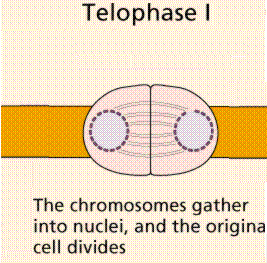 Telophase I
The chromosomes gather
into nuclei, and the origina
cell divides